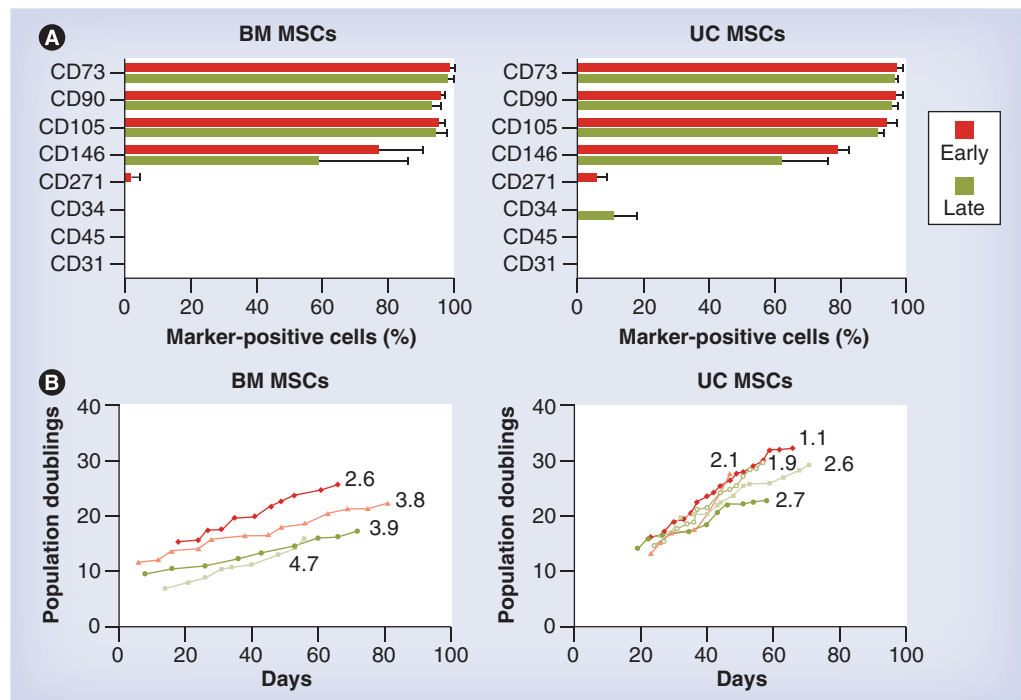 A
BM MSCs
UC MSCs
CD73
CD90
CD105
CD146
CD271
CD34
CD45
CD31
0 20 40 60 80 100
Marker-positive cells (%)
CD73
CD90
CD105
CD146
CD271
CD34
CD45
CD31
0 20 40 60 80 100
Marker-positive cells (%)
Early
Late
B
BM MSCs
UC MSCs
Population doublings
40
30
20
10
0
2.6
3.8
3.9
4.7
0 20 40 60 80 100
Days
Population doublings
40
30
20
10
0
1.1
2.1
1.9
2.6
2.7
0 20 40 60 80 100
Days